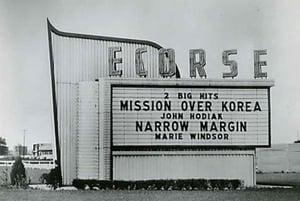 ECORSE
2 BIG HITS
MISSION OVER KOREA
JOHN HODIAK
NARROW MARGIN
MARIE WINDSOR